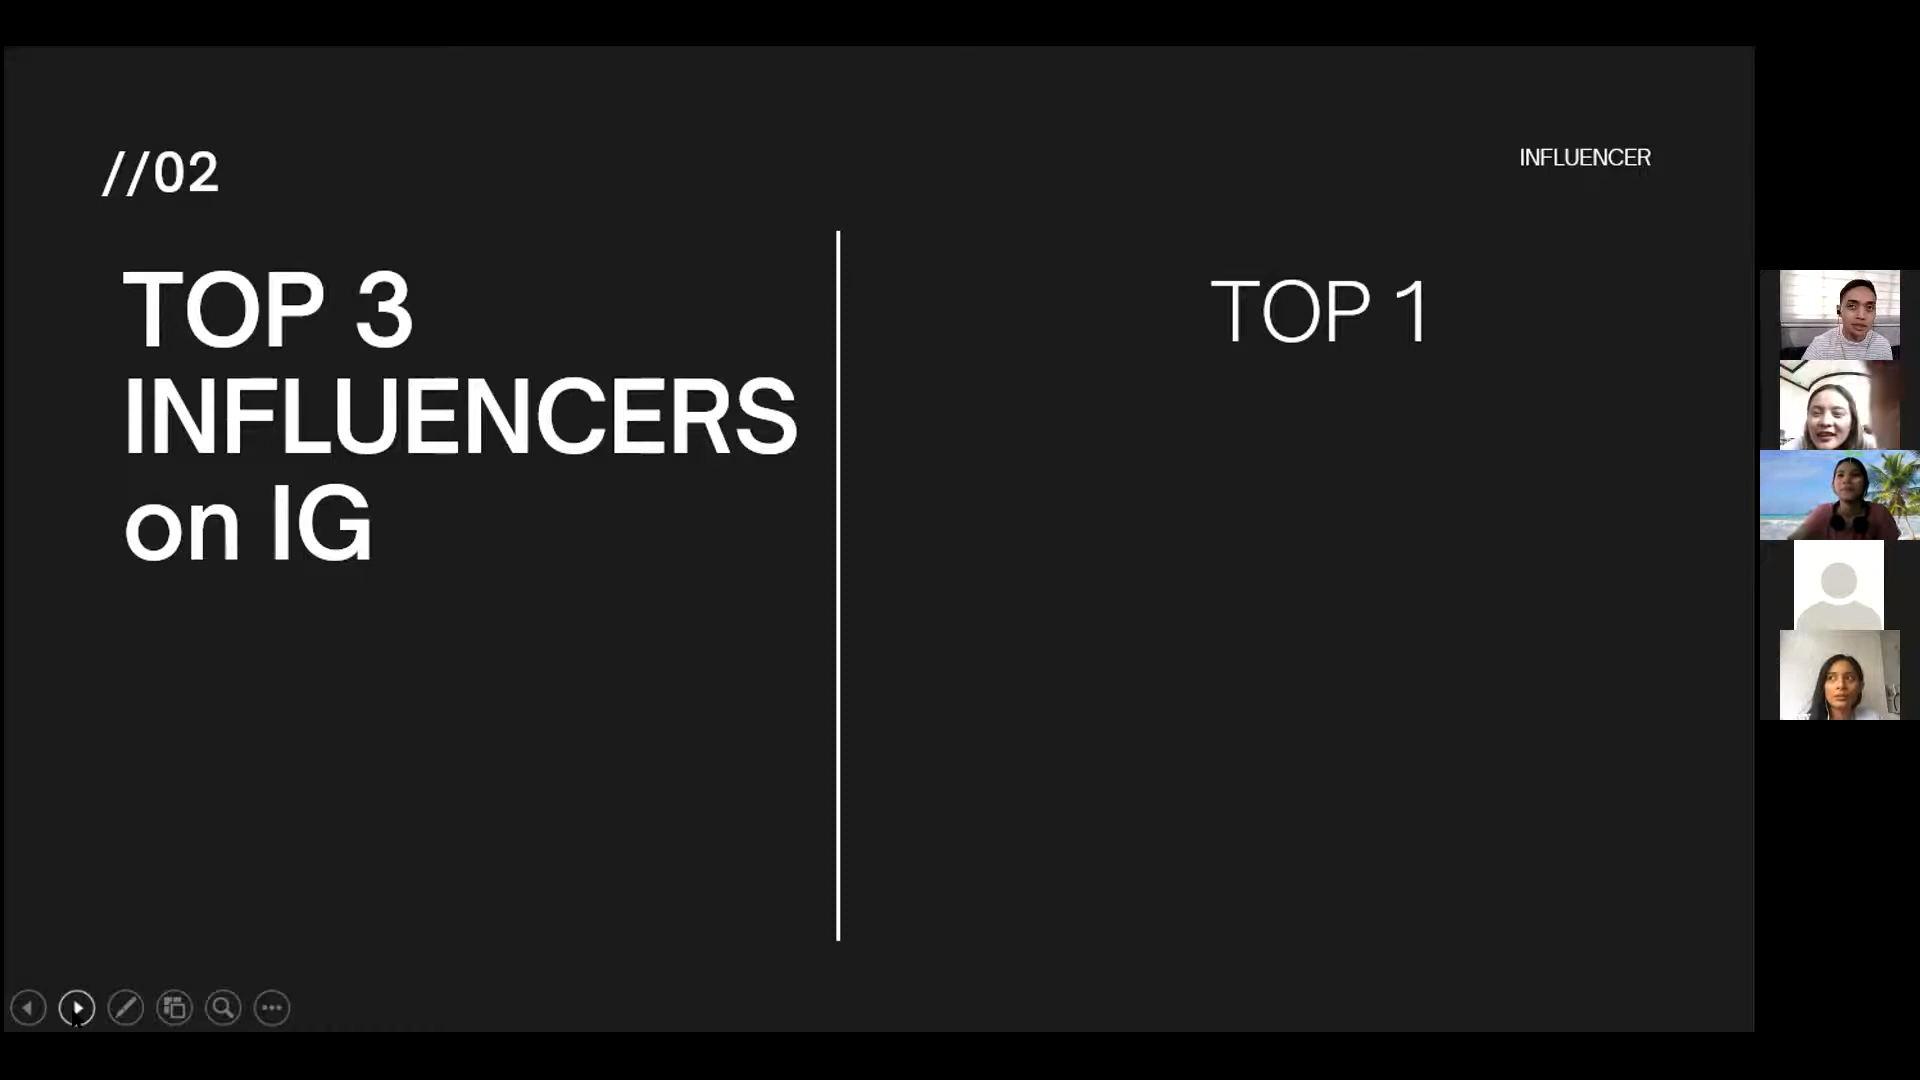 //02
INFLUENCER
TOP 3
INFLUENCERS
on IG
TOP 1